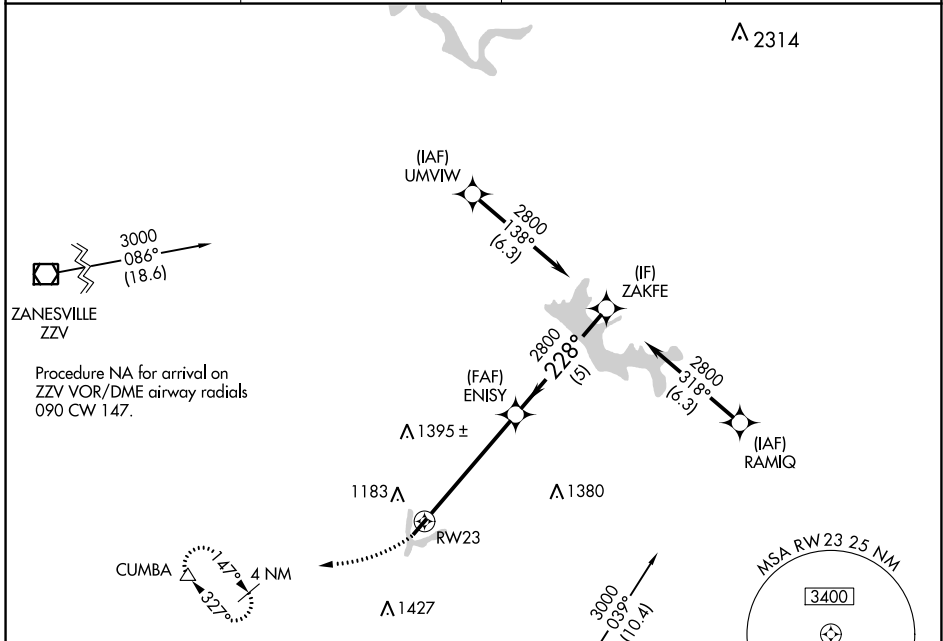 2314
(IAF)
UMVIW
2800
138°
(6.3)
3000
086°
(18.6)
(IF)
ZAKFE
ZANESVILLE
ZZV
2800
228°
(5)
Procedure NA for arrival on
ZZV VOR/DME airway radials
090 CW 147.
(FAF)
ENISY
2800
318°
(6.3)
1395 ±
(IAF)
RAMIQ
1183
1380
RW23
MSA RW 23 25 NM
CUMBA
147°
4 NM
327°
3400
1427
3000
039°
(10.4)